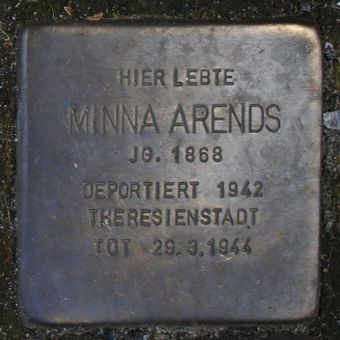 HIER LEBTE
MINNA ARENDS
JG. 1868
DEPORTIERT 1942
THERESIENSTADT
TOT 29.3.1944